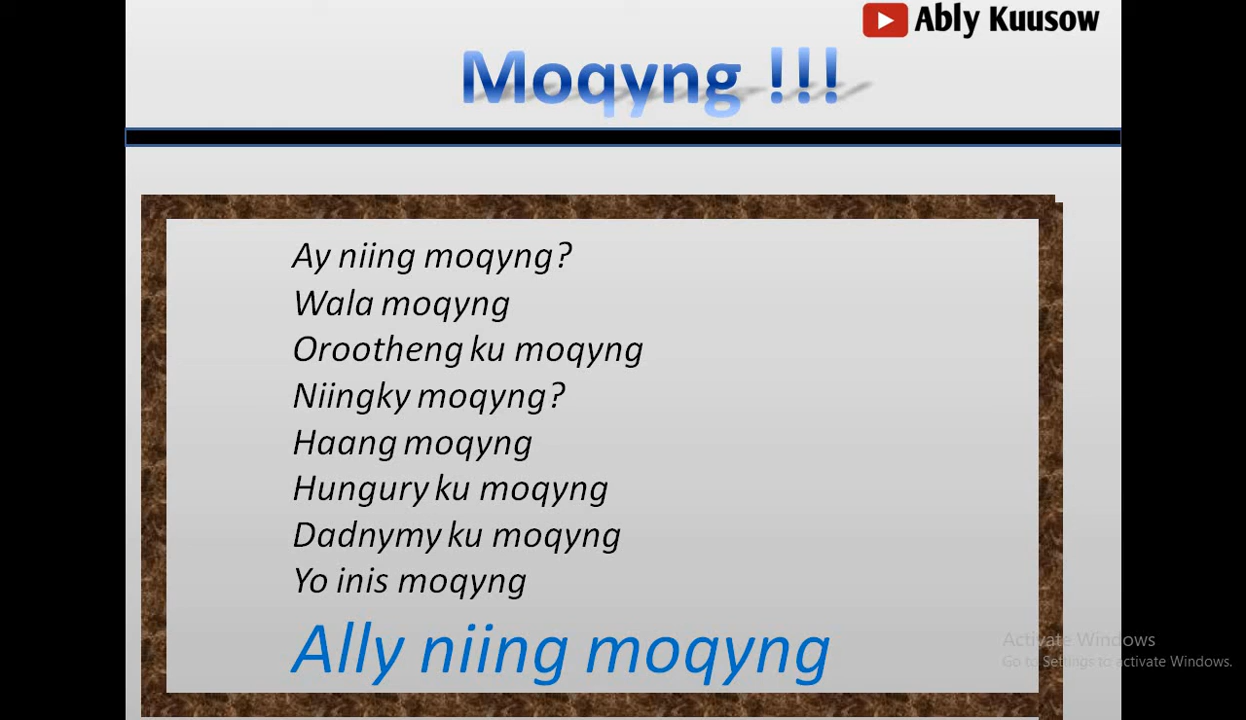 Ably Kuusow
Moqyng !!!
Ay niing moqyng?
Wala moqyng
Orootheng ku moqyng
Niingky moqyng?
Haang moqyng
Hungury ku moqyng
Dadnymy ku moqyng
Yo inis moqyng
Ally niing moqyng
Activate Windows
Go to Settings to activate Windows.